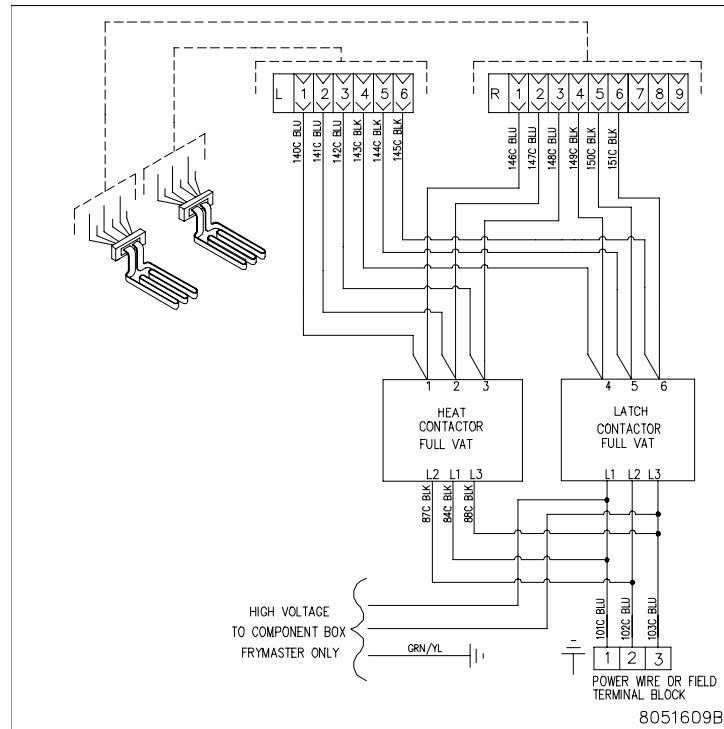 L 1 2 3 4 5 6
R 1 2 3 4 5 6 7 8 9
140C BLU
141C BLU
142C BLU
143C BLK
144C BLK
145C BLK
146C BLU
147C BLU
148C BLU
149C BLK
150C BLK
151C BLK
1 2 3
HEAT
CONTACTOR
FULL VAT
L2 L1 L3
4 5 6
LATCH
CONTACTOR
FULL VAT
L1 L2 L3
87C BLK
84C BLK
88C BLK
HIGH VOLTAGE
TO COMPONENT BOX
FRYMASTER ONLY
GRN/YL
101C BLU
102C BLU
103C BLU
1 2 3
POWER WIRE OR FIELD
TERMINAL BLOCK
8051609B